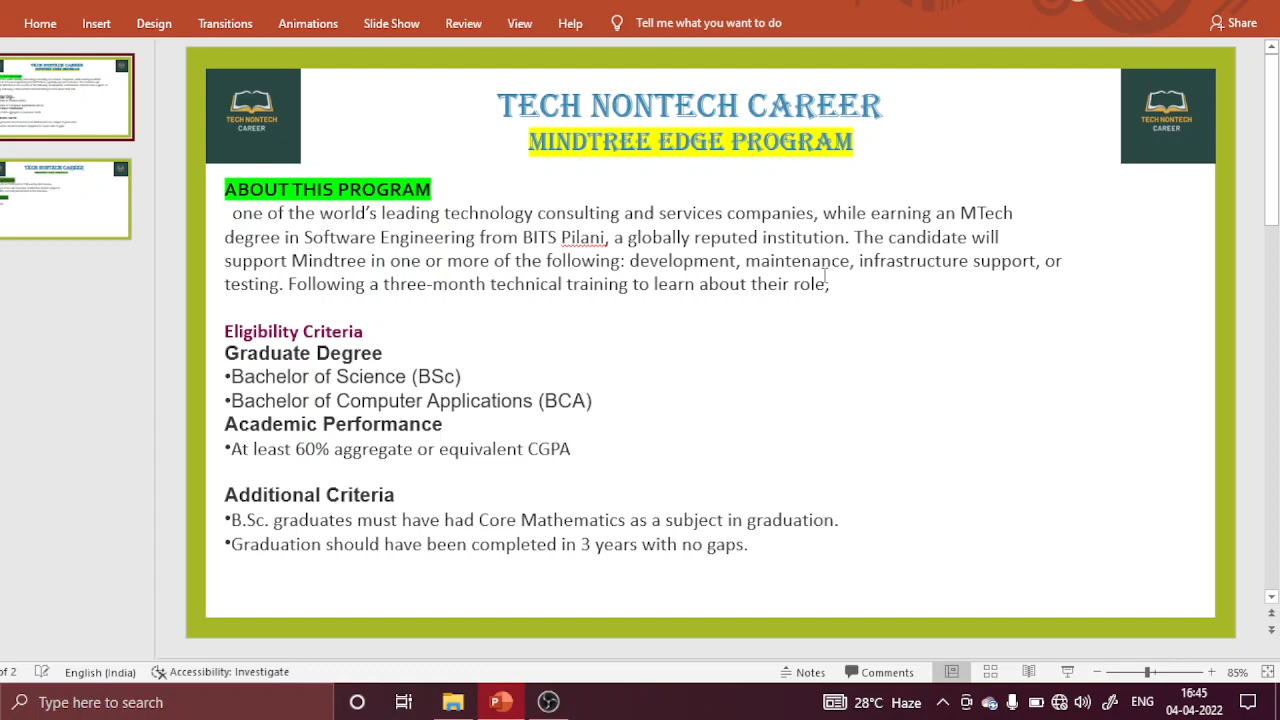 Home Insert Design Transitions Animations Slide Show Review View Help Tell me what you want to do Share
TECH NONTECH CAREER
MINDTREE EDGE PROGRAM
TECH NONTECH
CAREER
TECH NONTECH
CAREER
ABOUT THIS PROGRAM
one of the world’s leading technology consulting and services companies, while earning an MTech
degree in Software Engineering from BITS Pilani, a globally reputed institution. The candidate will
support Mindtree in one or more of the following: development, maintenance, infrastructure support, or
testing. Following a three-month technical training to learn about their role,
Eligibility Criteria
Graduate Degree
•Bachelor of Science (BSc)
•Bachelor of Computer Applications (BCA)
Academic Performance
•At least 60% aggregate or equivalent CGPA
Additional Criteria
•B.Sc. graduates must have had Core Mathematics as a subject in graduation.
•Graduation should have been completed in 3 years with no gaps.
of 2 English (India) Accessibility: Investigate Notes Comments 85%
Type here to search 28°C Haze ENG 16:45
04-04-2022